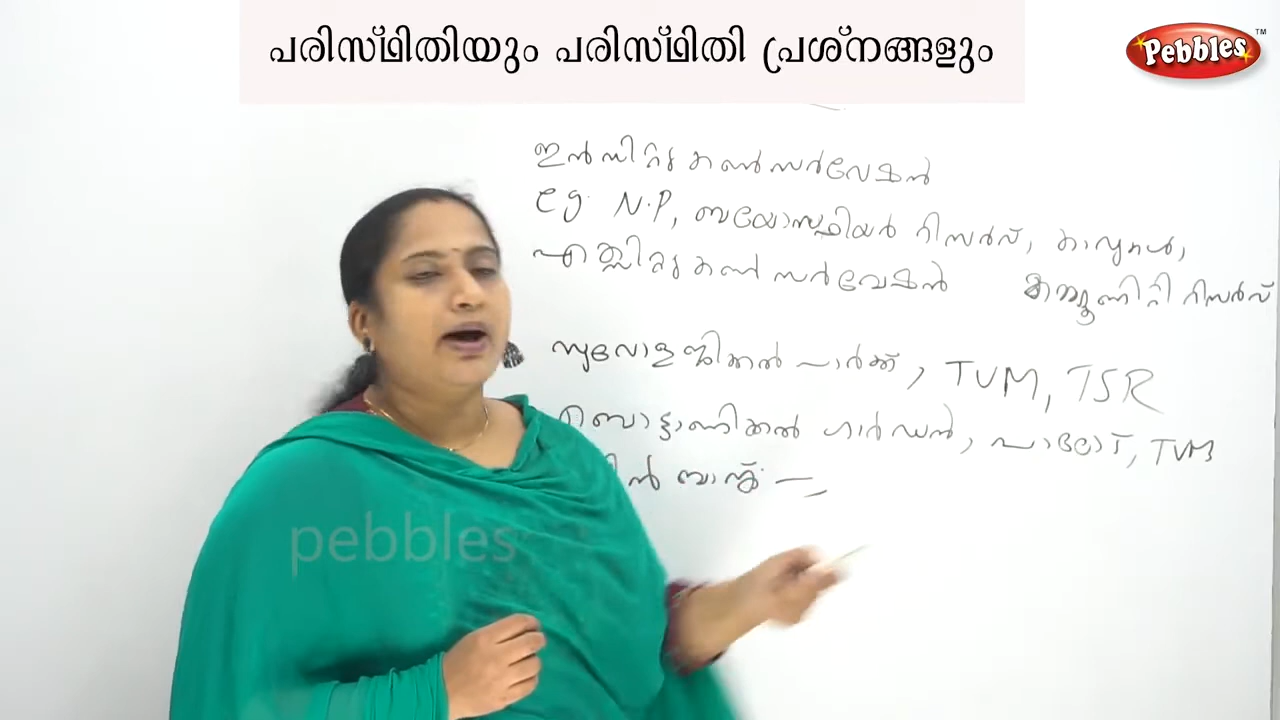 പരിസ്ഥിതിയും പരിസ്ഥിതി പ്രശ്നങ്ങളും
Pebbles TM
ഇൻസിറ്റു കൺസർവേഷൻ
eg. N.P, ബയോസ്ഫിയർ റിസർവ്, കാവുകൾ,
എക്സിറ്റു കൺസർവേഷൻ കമ്മ്യൂണിറ്റി റിസർവ്
സുവോളജിക്കൽ പാർക്ക്, TVM, TSR
ബൊട്ടാണിക്കൽ ഗാർഡൻ, പാലോട്, TVM
ബാങ്ക് —,
pebbles